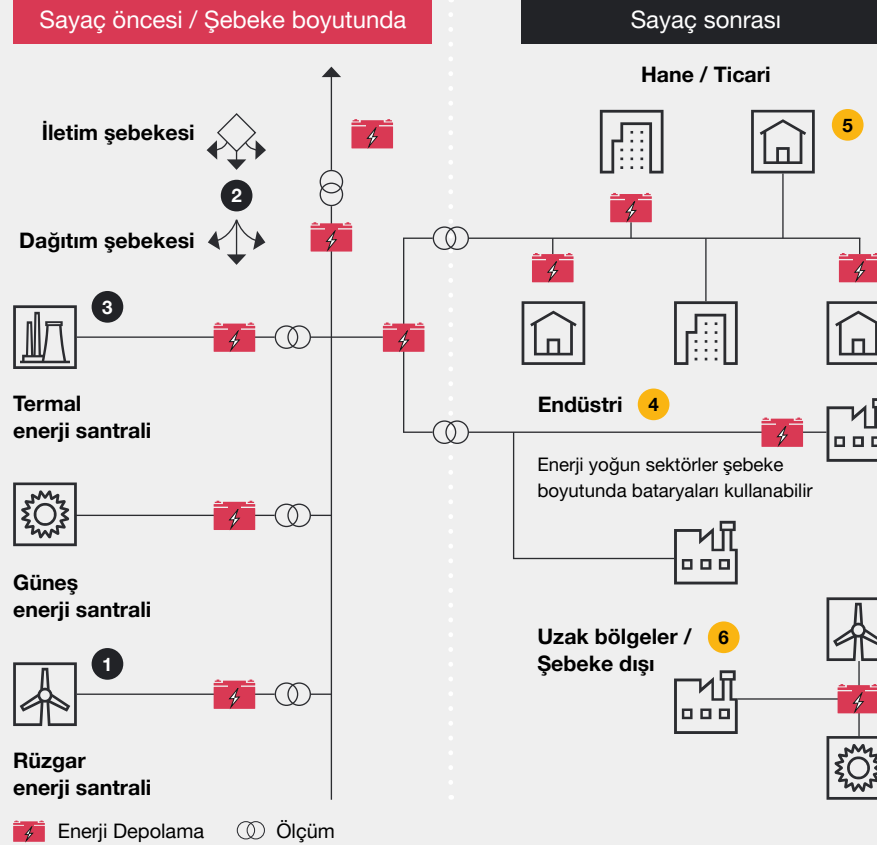 Sayaç öncesi / Şebeke boyutunda
İletim şebekesi
2
Dağıtım şebekesi
3
Termal
enerji santrali
Güneş
enerji santrali
1
Rüzgar
enerji santrali
Enerji Depolama
Ölçüm
Sayaç sonrası
Hane / Ticari
5
Endüstri 4
Enerji yoğun sektörler şebeke
boyutunda bataryaları kullanabilir
Uzak bölgeler / 6
Şebeke dışı